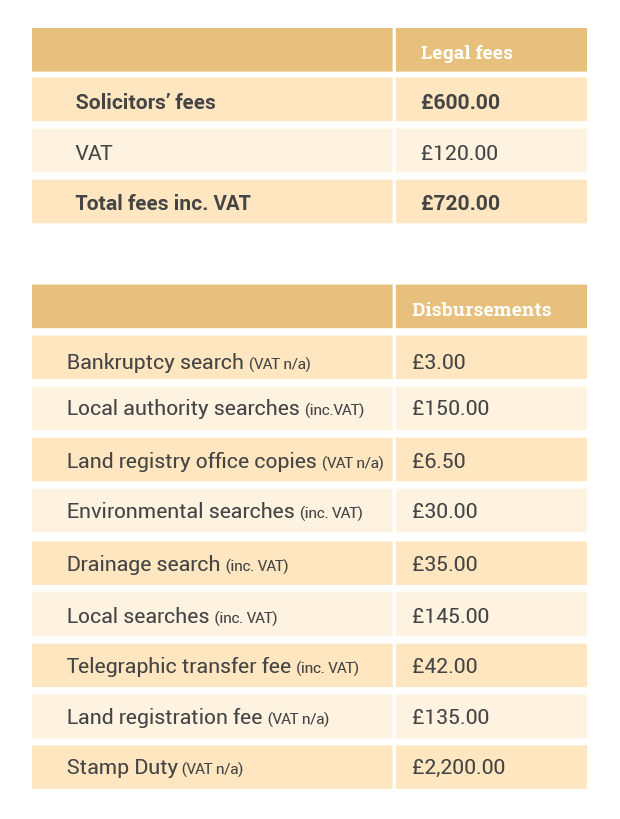 Legal fees
Solicitors’ fees £600.00
VAT £120.00
Total fees inc. VAT £720.00
Disbursements
Bankruptcy search (VAT n/a) £3.00
Local authority searches (inc.VAT) £150.00
Land registry office copies (VAT n/a) £6.50
Environmental searches (inc. VAT) £30.00
Drainage search (inc. VAT) £35.00
Local searches (inc. VAT) £145.00
Telegraphic transfer fee (inc. VAT) £42.00
Land registration fee (VAT n/a) £135.00
Stamp Duty (VAT n/a) £2,200.00